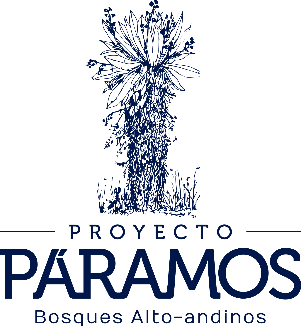 PROYECTO
PÁRAMOS
Bosques Alto-andinos